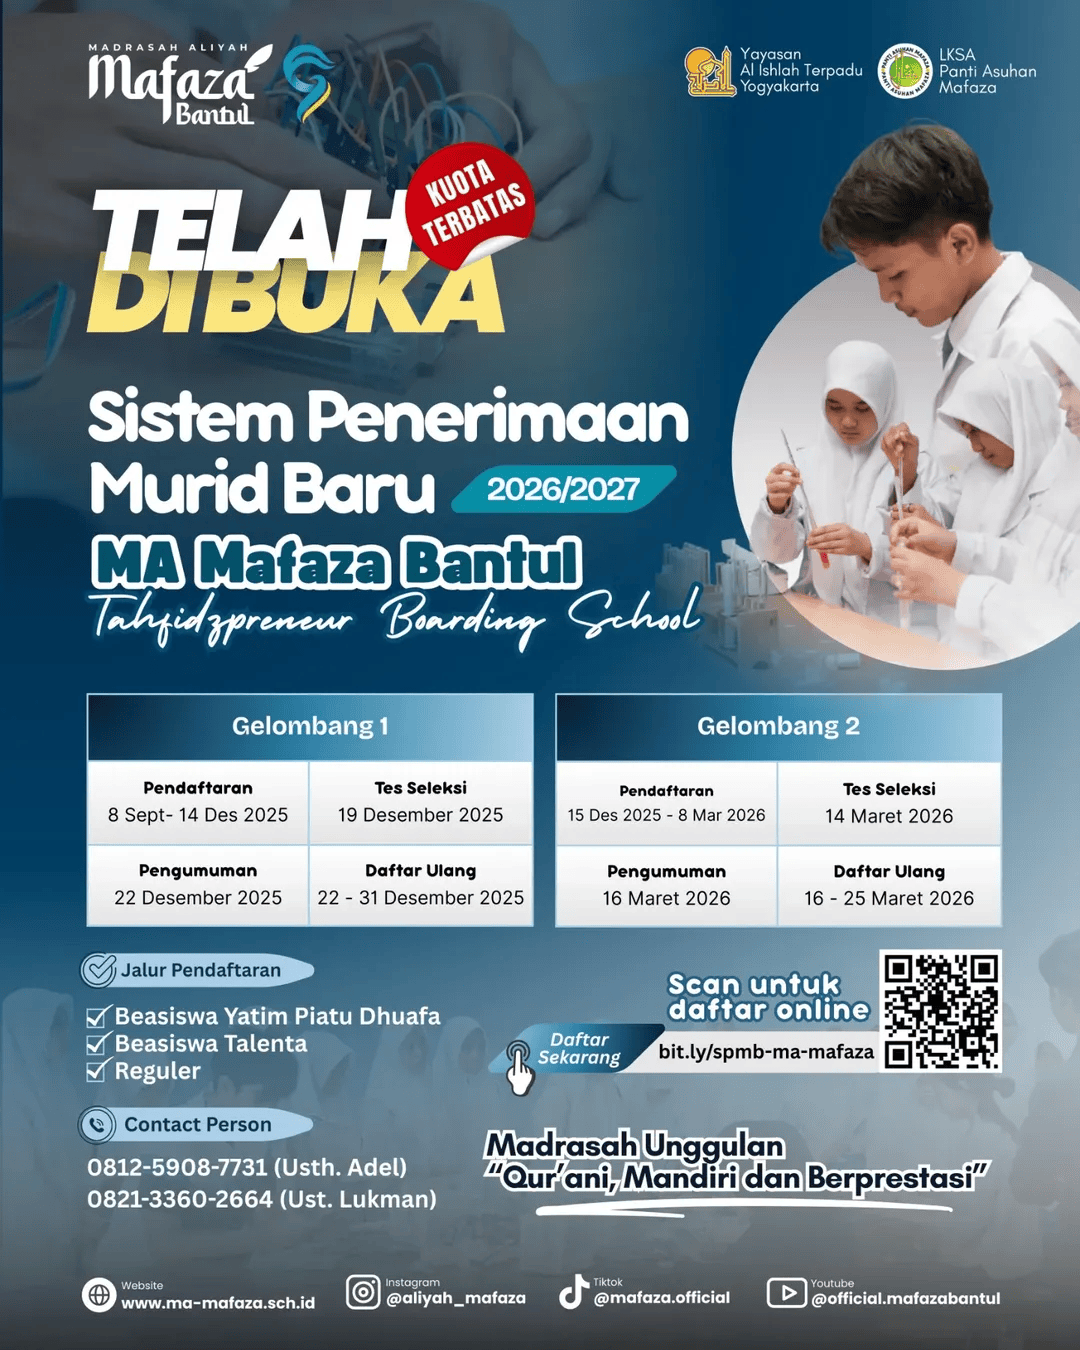 MADRASAH ALIYAH
Mafaza
Bantul
Yayasan
Al Ishlah Terpadu
Yogyakarta
PANTI ASUHAN MAFAZA
PANTI ASUHAN MAFAZA
LKSA
Panti Asuhan
Mafaza
KUOTA
TERBATAS
TELAH
DIBUKA
Sistem Penerimaan
Murid Baru 2026/2027
MA Mafaza Bantul
Tahfidzpreneur Boarding School
Gelombang 1
Pendaftaran
8 Sept- 14 Des 2025
Tes Seleksi
19 Desember 2025
Pengumuman
22 Desember 2025
Daftar Ulang
22 - 31 Desember 2025
Gelombang 2
Pendaftaran
15 Des 2025 - 8 Mar 2026
Tes Seleksi
14 Maret 2026
Pengumuman
16 Maret 2026
Daftar Ulang
16 - 25 Maret 2026
Jalur Pendaftaran
Beasiswa Yatim Piatu Dhuafa
Beasiswa Talenta
Reguler
Scan untuk
daftar online
Daftar
Sekarang
bit.ly/spmb-ma-mafaza
Contact Person
0812-5908-7731 (Usth. Adel)
0821-3360-2664 (Ust. Lukman)
Madrasah Unggulan
“Qur’ani, Mandiri dan Berprestasi”
Website
www.ma-mafaza.sch.id
Instagram
@aliyah_mafaza
Tiktok
@mafaza.official
Youtube
@official.mafazabantul